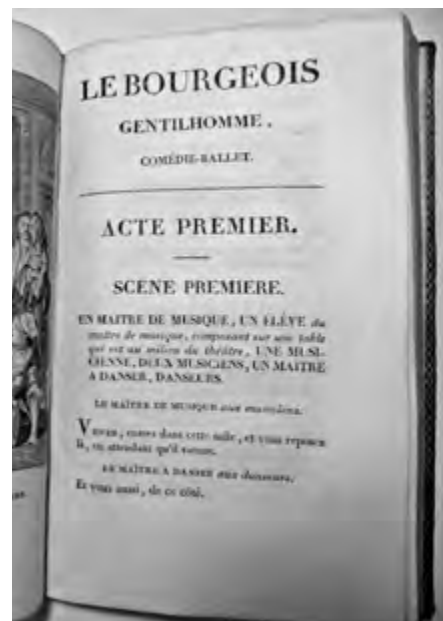 LE BOURGEOIS
GENTILHOMME,
COMÉDIE-BALLET.
ACTE PREMIER.
SCENE PREMIERE.
UN MAITRE DE MUSIQUE, UN ÉLÈVE du
maître de musique, composant sur une table
qui est au milieu du théâtre, UNE MUSI-
CIENNE, DEUX MUSICIENS, UN MAITRE
A DANSER, DANSEURS.
LE MAÎTRE DE MUSIQUE aux musiciens.
VENEZ, entrez dans cette salle, et vous reposez
là, en attendant qu'il vienne.
LE MAÎTRE A DANSER aux danseurs.
Et vous aussi, de ce côté.